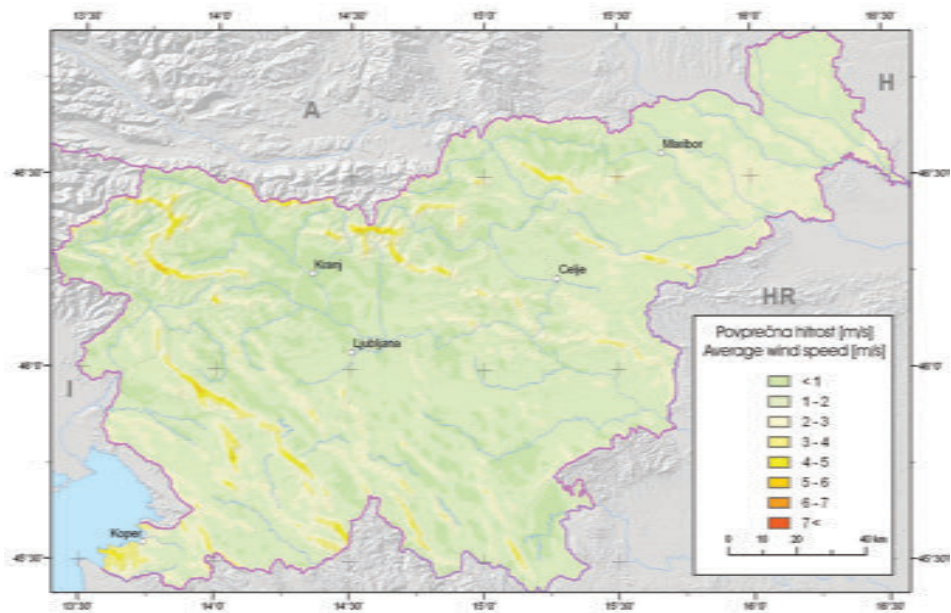 13°30' 14°0' 14°30' 15°0' 15°30' 16°0' 16°30'
A
H
Maribor
46°30' 46°30'
Kranj
Celje
HR
Ljubljana
46°0' 46°0'
I
Povprečna hitrost [m/s]
Average wind speed [m/s]
< 1
1 - 2
2 - 3
3 - 4
4 - 5
5 - 6
6 - 7
7 <
0 10 20 40 km
Koper
45°30' 45°30'
13°30' 14°0' 14°30' 15°0' 15°30' 16°0' 16°30'